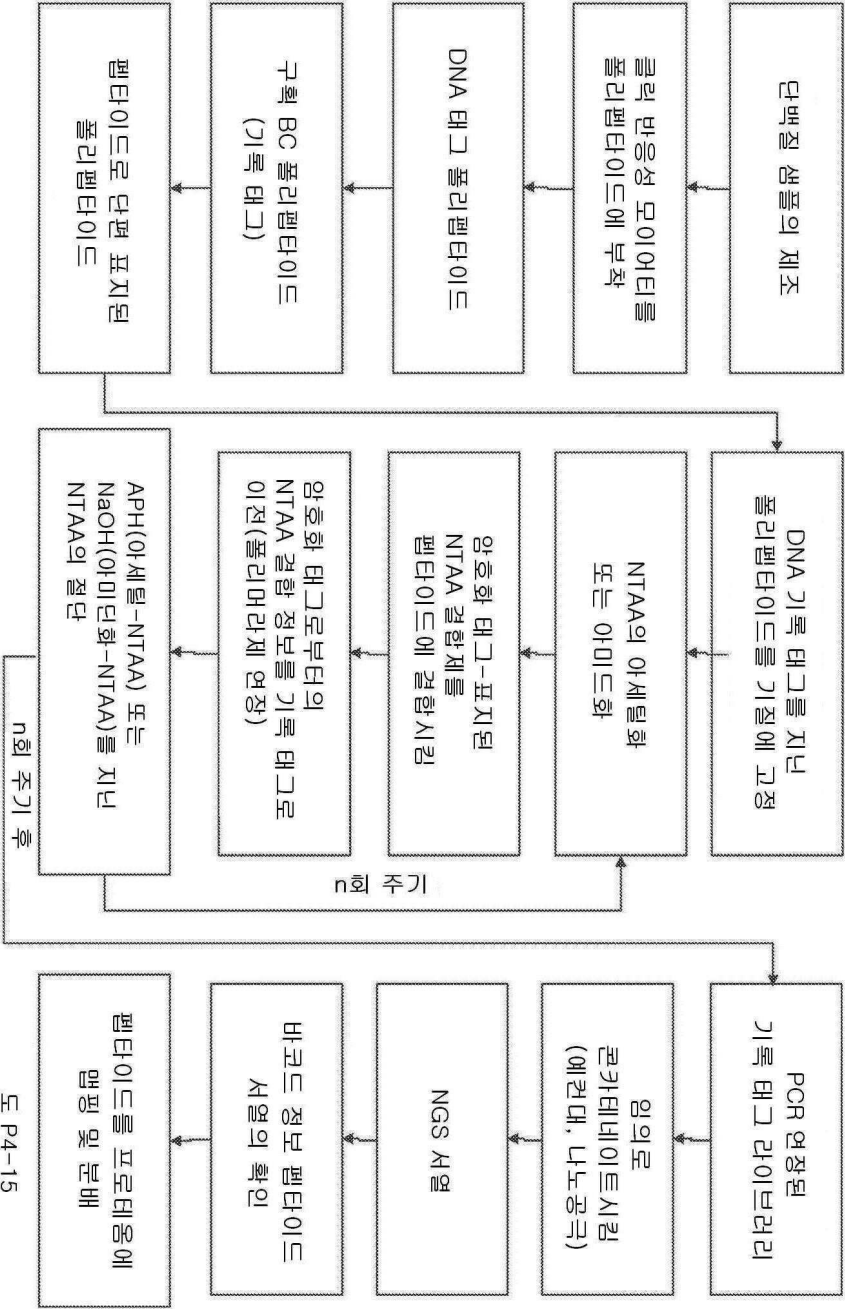 단백질 샘플의 제조
클릭 반응성 모이어티를
폴리펩타이드에 부착
DNA 태그 폴리펩타이드
구획 BC 폴리펩타이드
(기록 태그)
펩타이드로 단편 표지된
폴리펩타이드
DNA 기록 태그를 지닌
폴리펩타이드를 기질에 고정
NTAA의 아세틸화
또는 아미드화
암호화 태그-표지된
NTAA 결합제를
펩타이드에 결합시킴
암호화 태그로부터의
NTAA 결합 정보를 기록 태그로
이전(폴리머라제 연장)
APH(아세틸-NTAA) 또는
NaOH(아미딘화-NTAA)를 지닌
NTAA의 절단
n회 주기
n회 주기 후
PCR 연장된
기록 태그 라이브러리
임의로
콘카테네이트시킴
(예컨대, 나노공극)
NGS 서열
바코드 정보 펩타이드
서열의 확인
펩타이드를 프로테옴에
맵핑 및 분배
도 P4-15